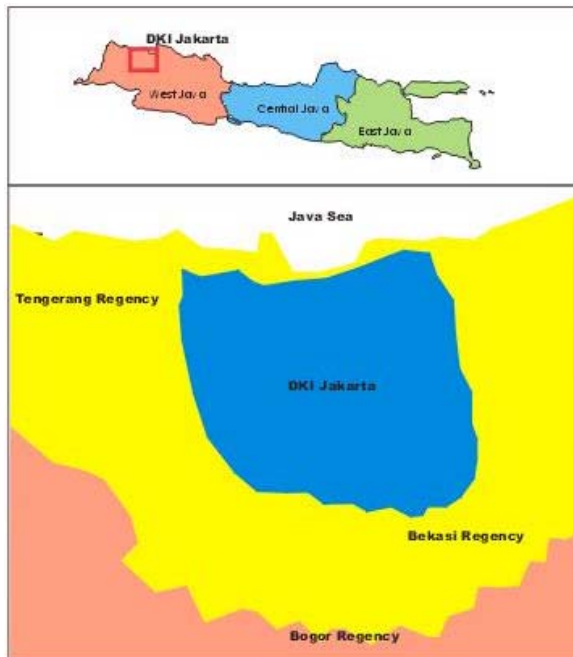 DKI Jakarta
West Java
Central Java
East Java
Java Sea
Tengerang Regency
DKI Jakarta
Bekasi Regency
Bogor Regency